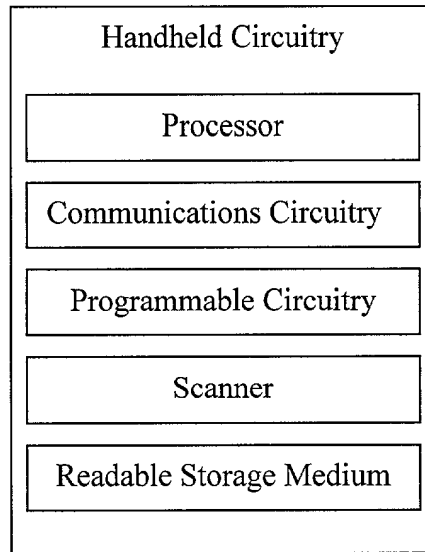 Handheld Circuitry
Processor
Communications Circuitry
Programmable Circuitry
Scanner
Readable Storage Medium